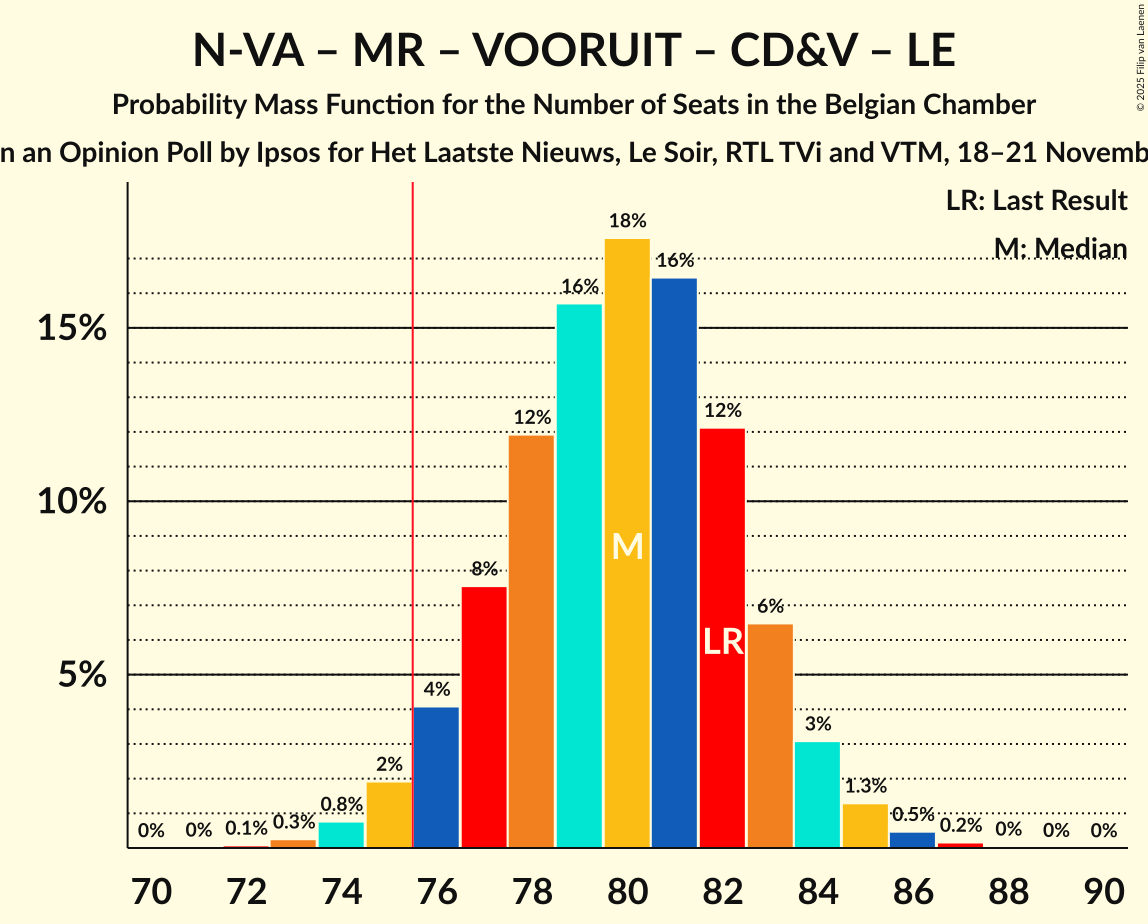 N-VA – MR – VOORUIT – CD&V – LE
Probability Mass Function for the Number of Seats in the Belgian Chamber
n an Opinion Poll by Ipsos for Het Laatste Nieuws, Le Soir, RTL TVi and VTM, 18–21 Novemb
© 2025 Filip van Laenen
LR: Last Result
M: Median
15%
10%
5%
0%
0%
0.1%
0.3%
0.8%
2%
4%
8%
12%
16%
18%
16%
12%
6%
3%
1.3%
0.5%
0.2%
0%
0%
0%
M
LR
70 72 74 76 78 80 82 84 86 88 90